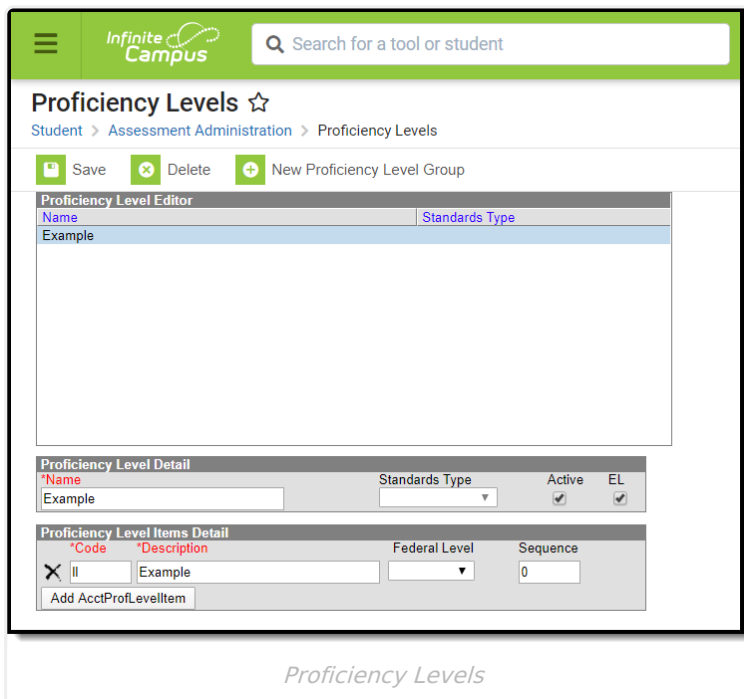 Infinite
Campus
Search for a tool or student
Proficiency Levels
Student > Assessment Administration > Proficiency Levels
Save Delete New Proficiency Level Group
Proficiency Level Editor
Name Standards Type
Example
Proficiency Level Detail
*Name Standards Type Active EL
Example
Proficiency Level Items Detail
*Code *Description Federal Level Sequence
II Example 0
Add AcctProfLevelItem
Proficiency Levels